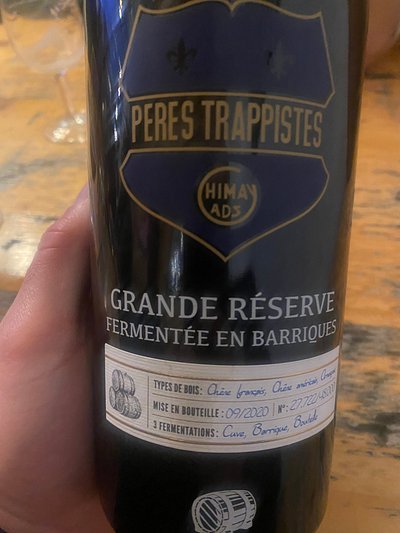 PERES TRAPPISTES
CHIMAY
ADS
GRANDE RÉSERVE
FERMENTÉE EN BARRIQUES
TYPES DE BOIS: Chêne français, Chêne américain,
MISE EN BOUTEILLE: 09/2020 N°:
3 FERMENTATIONS: Cuve, Barrique, Bouteille